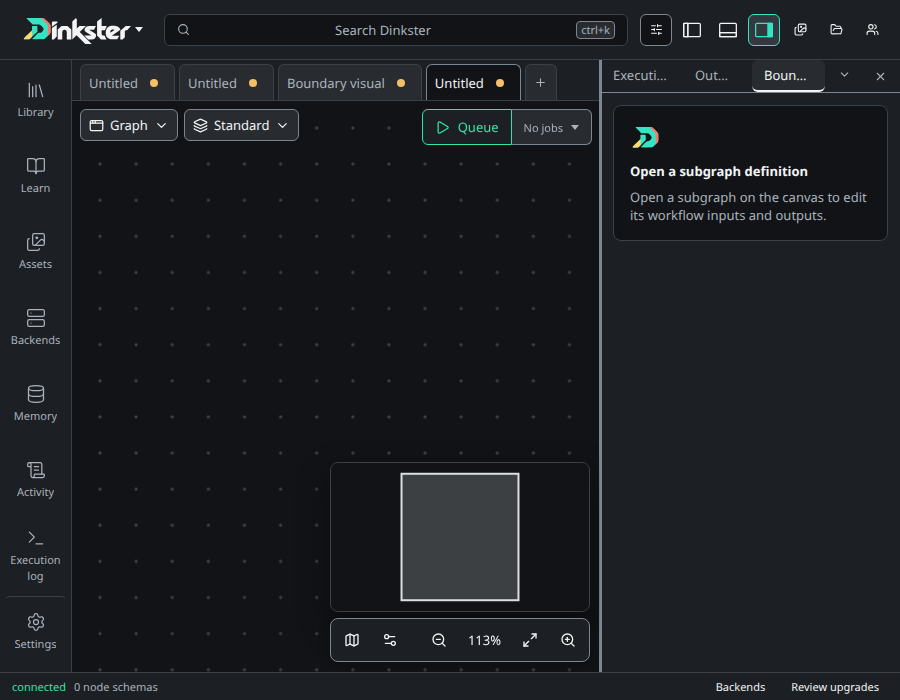 Dinkster
Search Dinkster
ctrl+k
Untitled
Untitled
Boundary visual
Untitled
Executi...
Out...
Boun...
Library
Learn
Assets
Backends
Memory
Activity
Execution
log
Settings
Graph
Standard
Queue
No jobs
Open a subgraph definition
Open a subgraph on the canvas to edit
its workflow inputs and outputs.
113%
connected
0 node schemas
Backends
Review upgrades